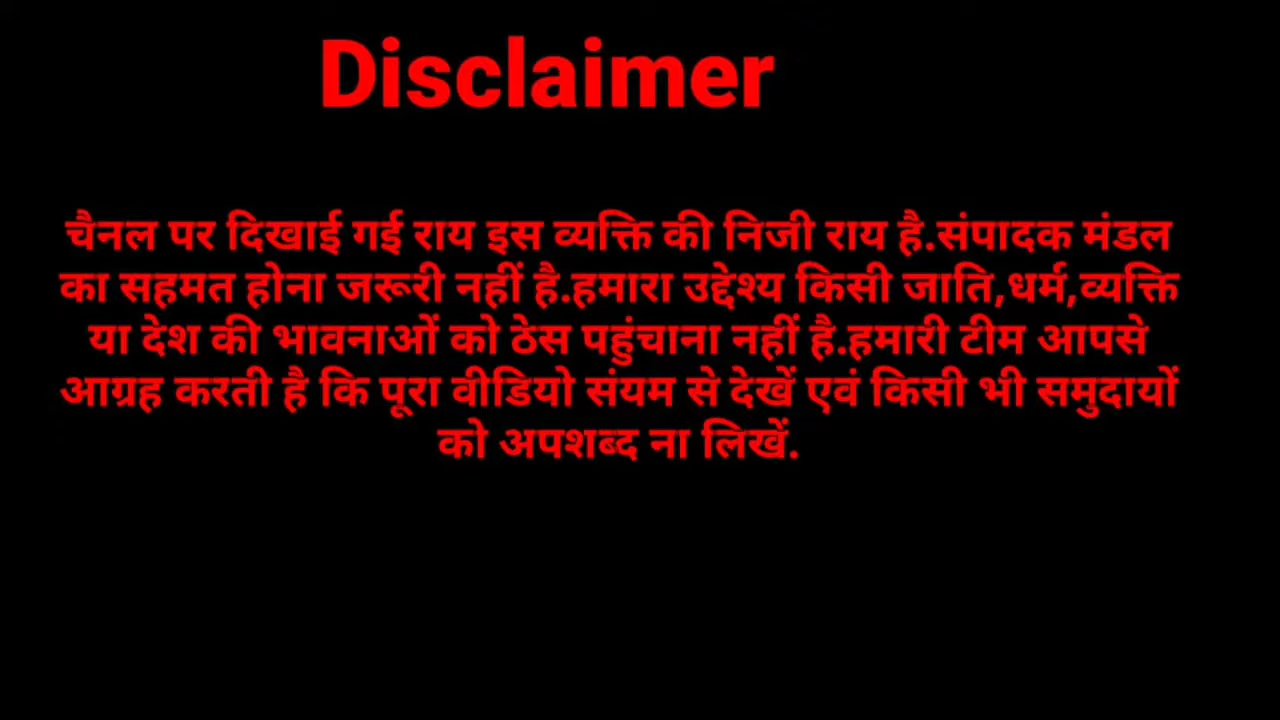 Disclaimer
चैनल पर दिखाई गई राय इस व्यक्ति की निजी राय है.संपादक मंडल
का सहमत होना जरूरी नहीं है.हमारा उद्देश्य किसी जाति,धर्म,व्यक्ति
या देश की भावनाओं को ठेस पहुंचाना नहीं है.हमारी टीम आपसे
आग्रह करती है कि पूरा वीडियो संयम से देखें एवं किसी भी समुदायों
को अपशब्द ना लिखें.